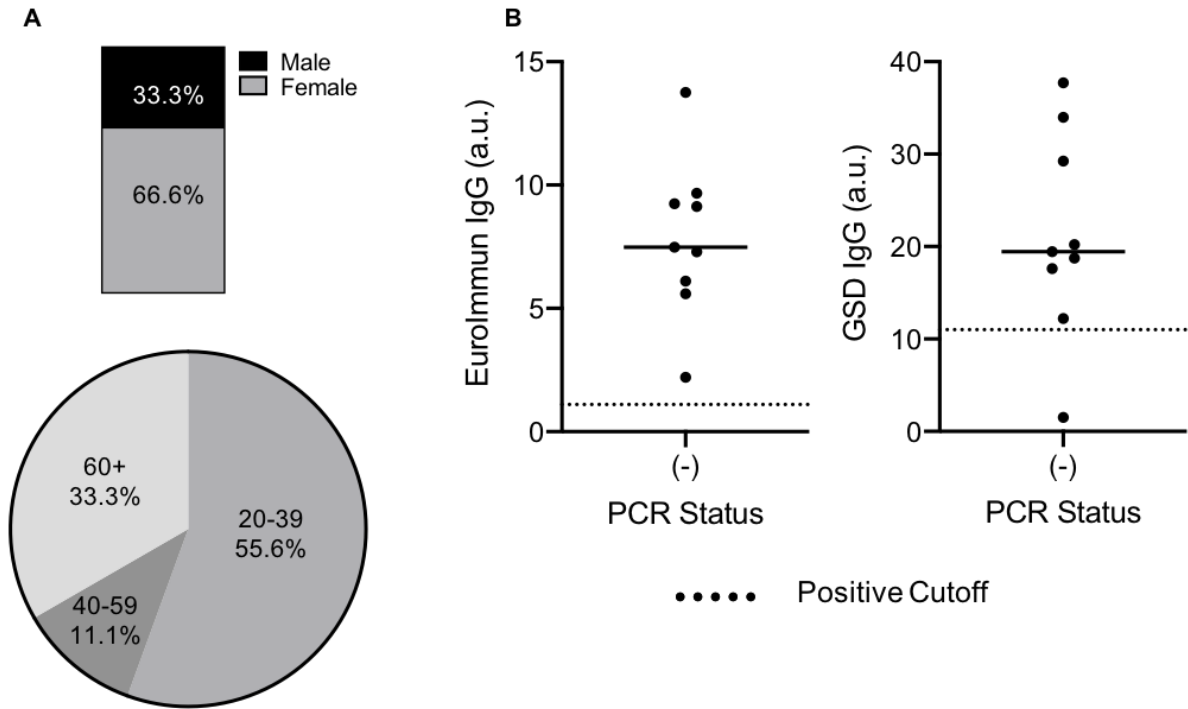 A
Male
Female
33.3%
66.6%
60+
33.3%
20-39
55.6%
40-59
11.1%
B
EuroImmun IgG (a.u.)
15
10
5
0
(-)
PCR Status
GSD IgG (a.u.)
40
30
20
10
0
(-)
PCR Status
Positive Cutoff